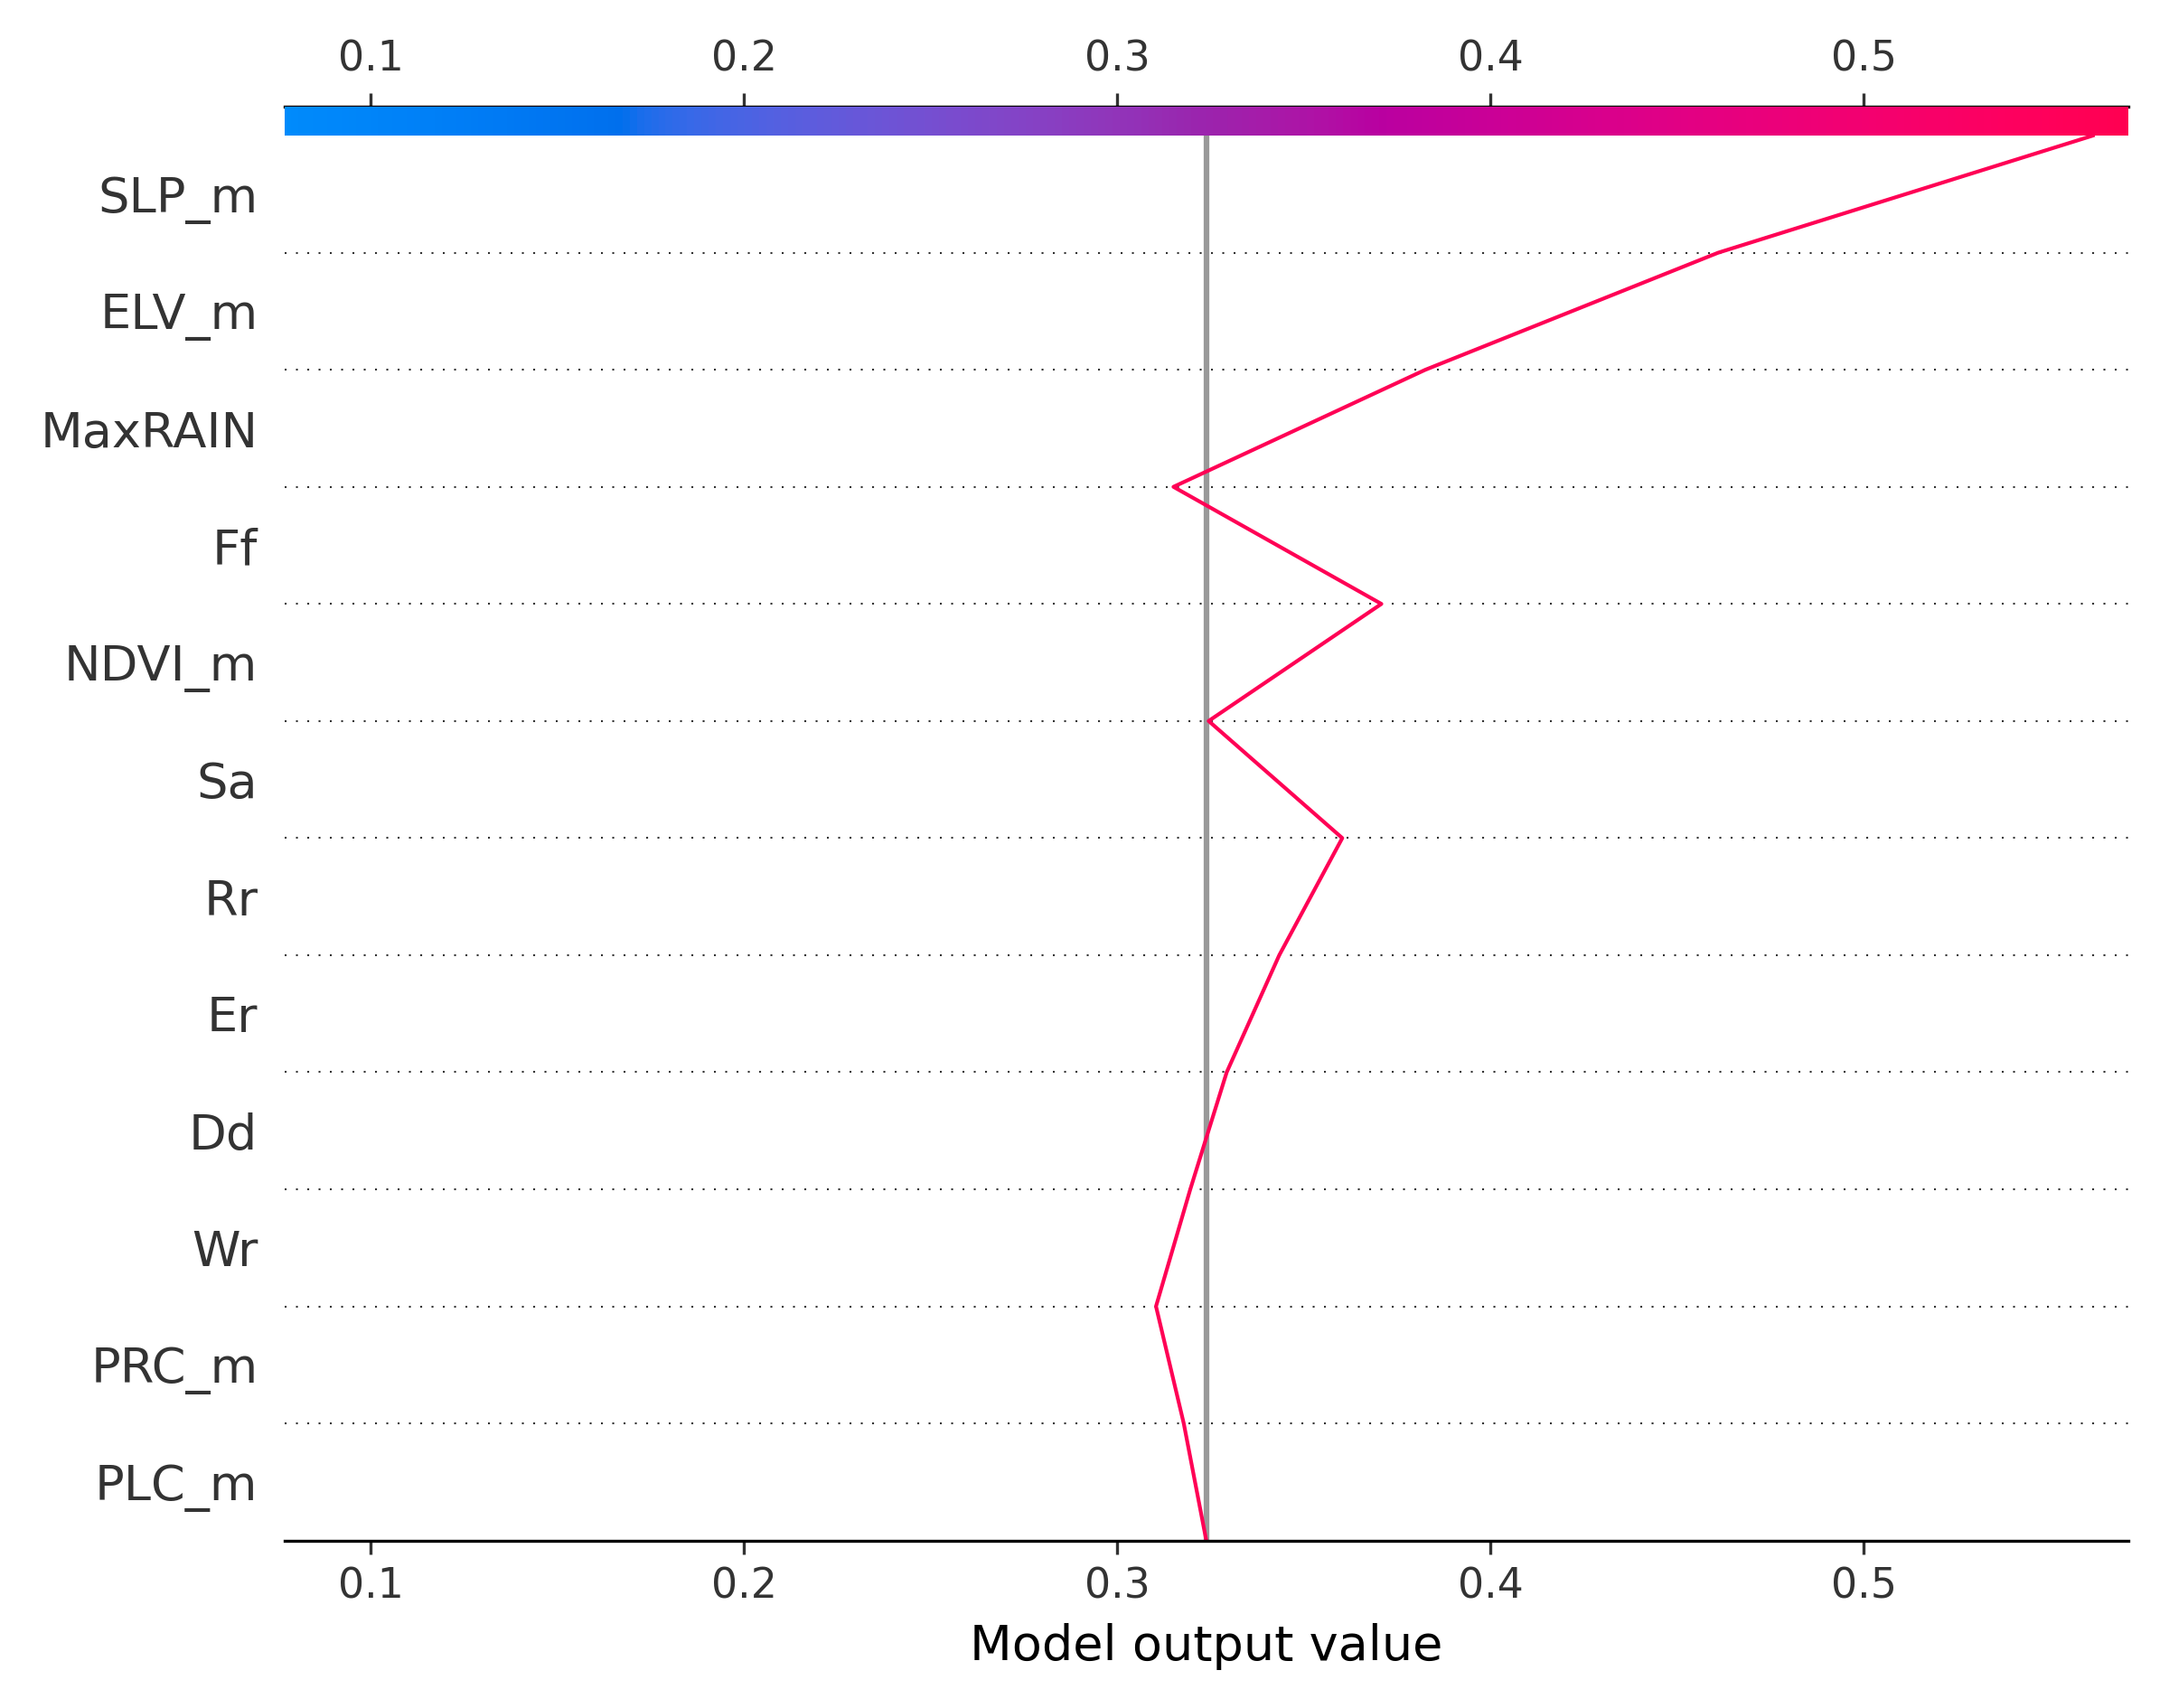 0.1 0.2 0.3 0.4 0.5
SLP_m
ELV_m
MaxRAIN
Ff
NDVI_m
Sa
Rr
Er
Dd
Wr
PRC_m
PLC_m
0.1 0.2 0.3 0.4 0.5
Model output value